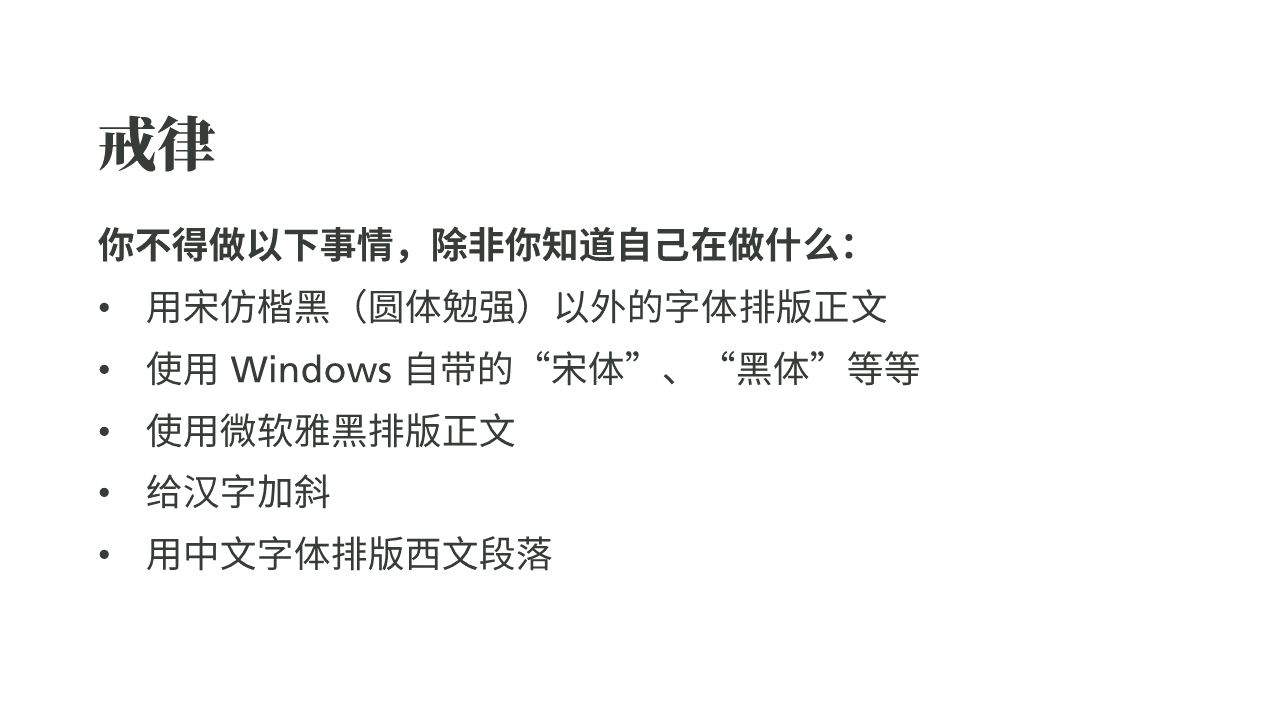 戒律
你不得做以下事情，除非你知道自己在做什么：
• 用宋仿楷黑（圆体勉强）以外的字体排版正文
• 使用 Windows 自带的“宋体”、“黑体”等等
• 使用微软雅黑排版正文
• 给汉字加斜
• 用中文字体排版西文段落